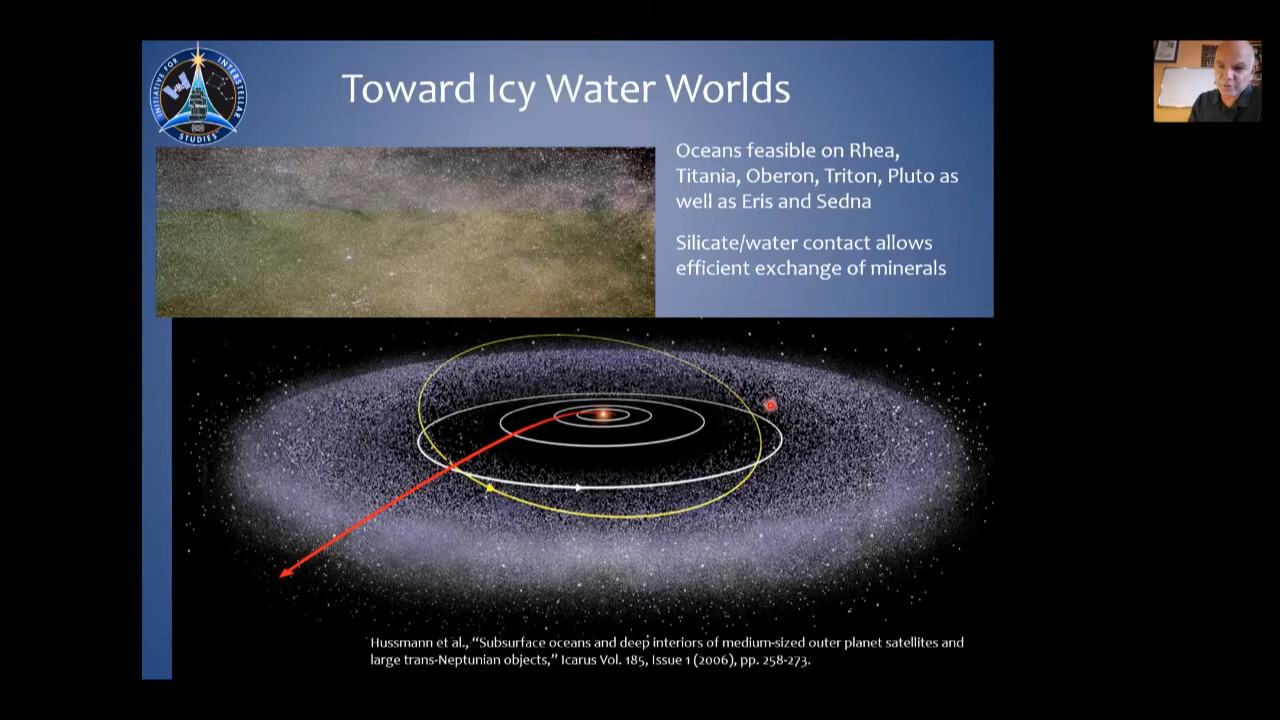 INITIATIVE FOR INTERSTELLAR
STUDIES
Toward Icy Water Worlds
Oceans feasible on Rhea,
Titania, Oberon, Triton, Pluto as
well as Eris and Sedna
Silicate/water contact allows
efficient exchange of minerals
Hussmann et al., “Subsurface oceans and deep interiors of medium-sized outer planet satellites and
large trans-Neptunian objects,” Icarus Vol. 185, Issue 1 (2006), pp. 258-273.